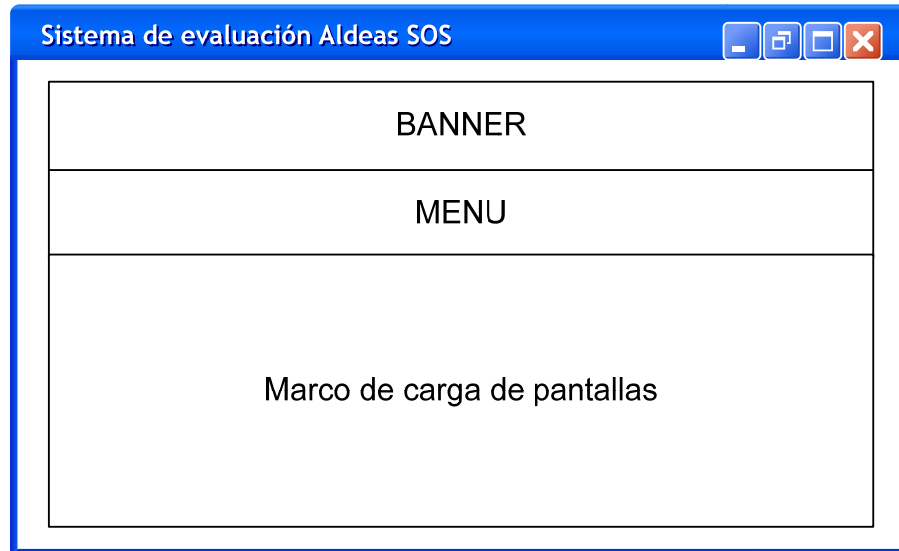 Sistema de evaluación Aldeas SOS
BANNER
MENU
Marco de carga de pantallas